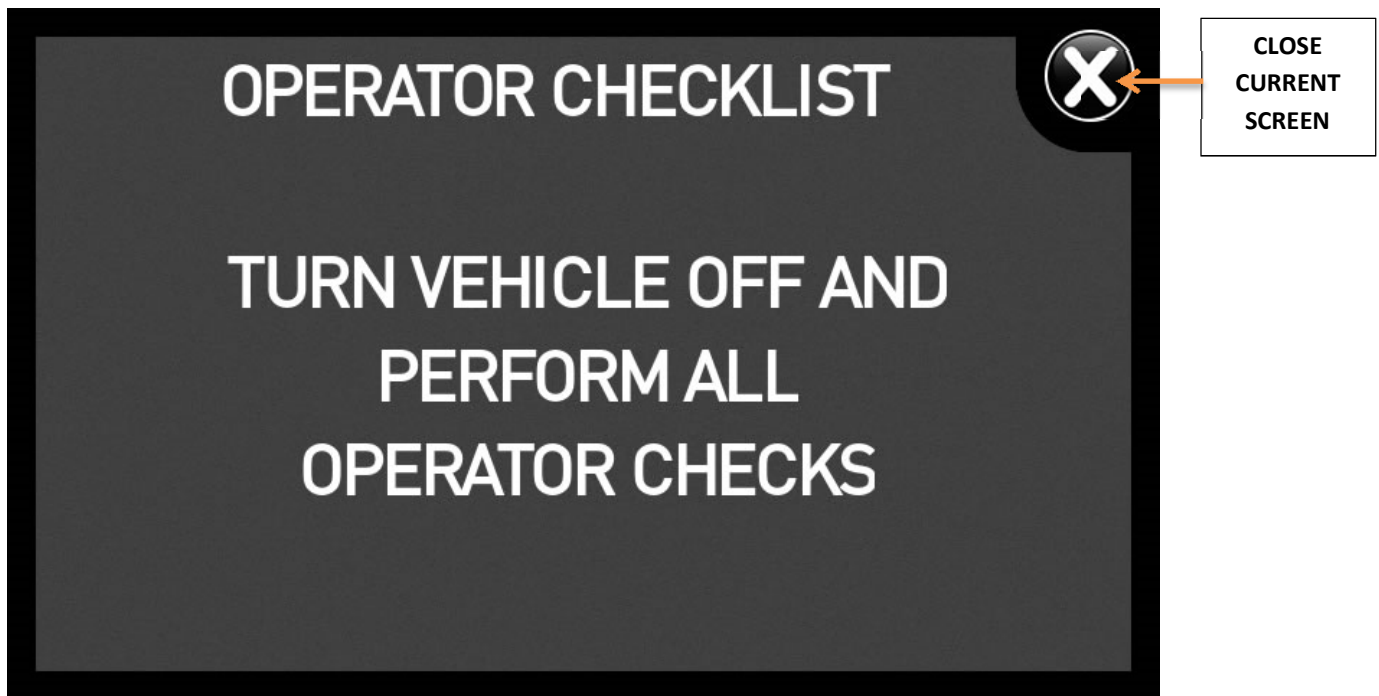 OPERATOR CHECKLIST
TURN VEHICLE OFF AND
PERFORM ALL
OPERATOR CHECKS
CLOSE
CURRENT
SCREEN